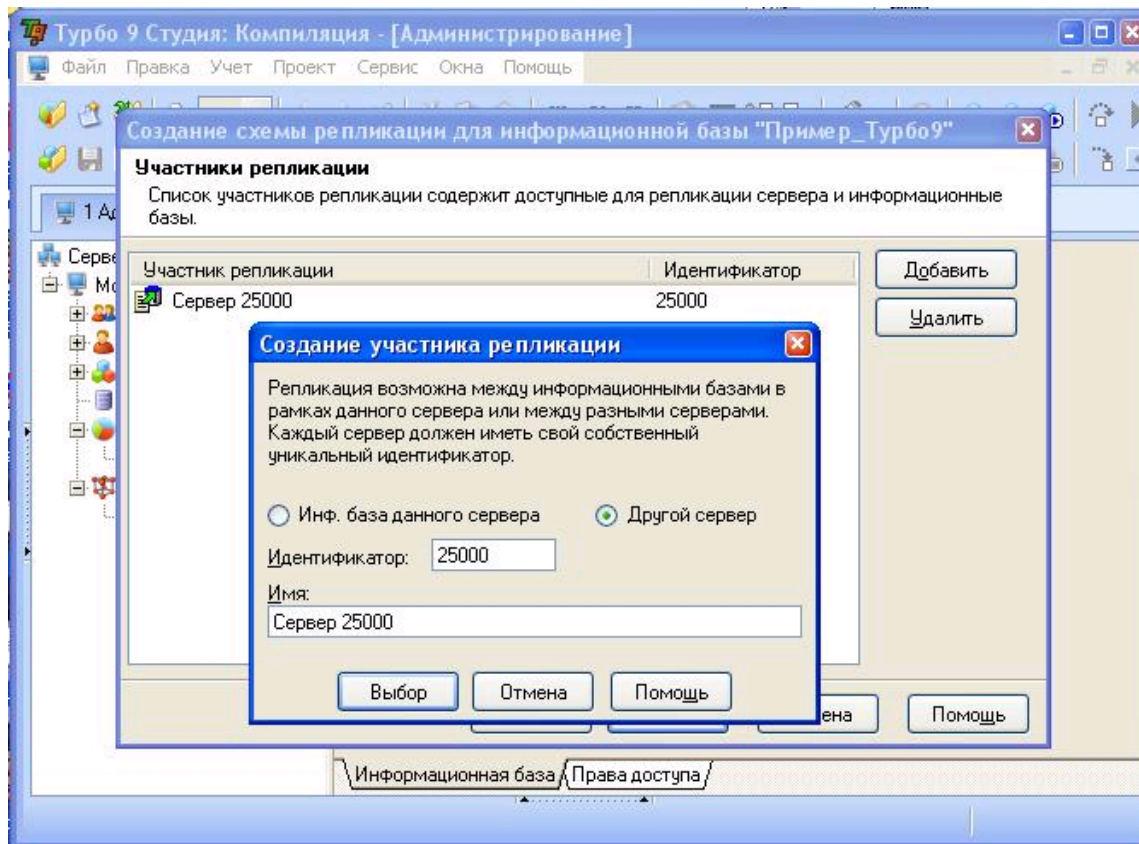 Турбо 9 Студия: Компиляция - [Администрирование]
Файл Правка Учет Проект Сервис Окна Помощь
Создание схемы репликации для информационной базы "Пример_Турбо9"
Участники репликации
Список участников репликации содержит доступные для репликации сервера и информационные
базы.
Участник репликации Идентификатор
Сервер 25000 25000
Добавить
Удалить
Создание участника репликации
Репликация возможна между информационными базами в
рамках данного сервера или между разными серверами.
Каждый сервер должен иметь свой собственный
уникальный идентификатор.
Инф. база данного сервера Другой сервер
Идентификатор: 25000
Имя:
Сервер 25000
Выбор Отмена Помощь
Помощь
Информационная база Права доступа